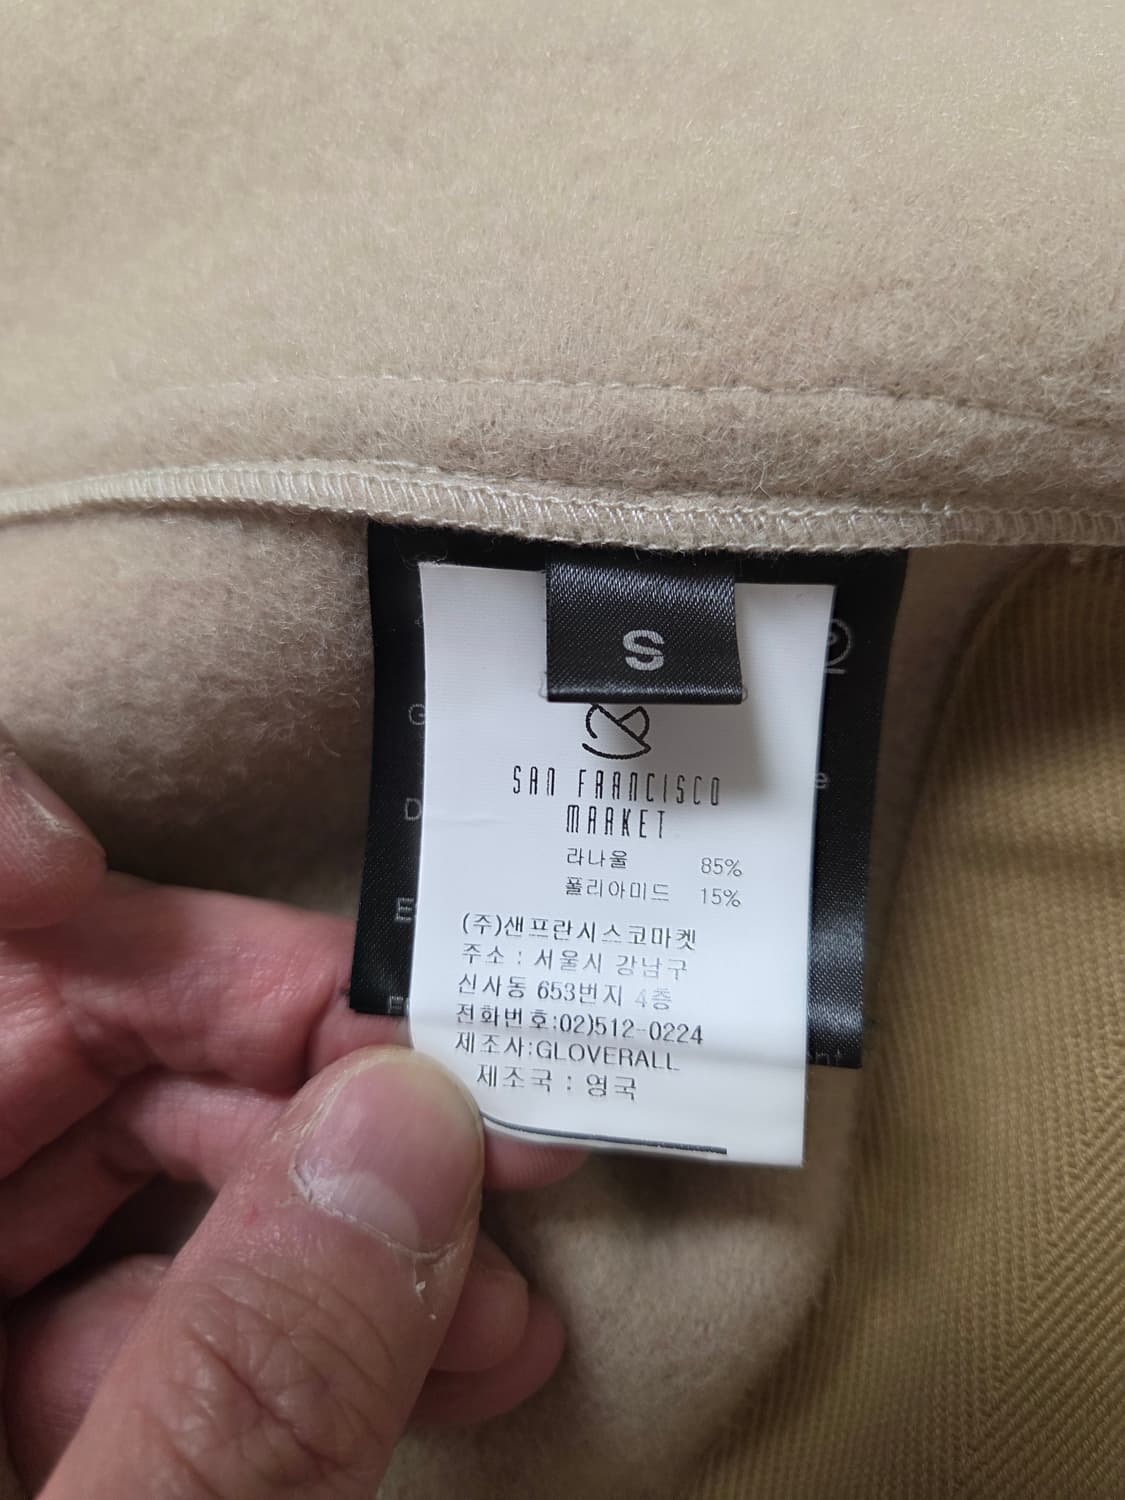 S
SAN FRANCISCO
MARKET
라나울 85%
폴리아미드 15%
(주)샌프란시스코마켓
주소 : 서울시 강남구
신사동 653번지 4층
전화번호:02)512-0224
제조사:GLOVERALL
제조국 : 영국